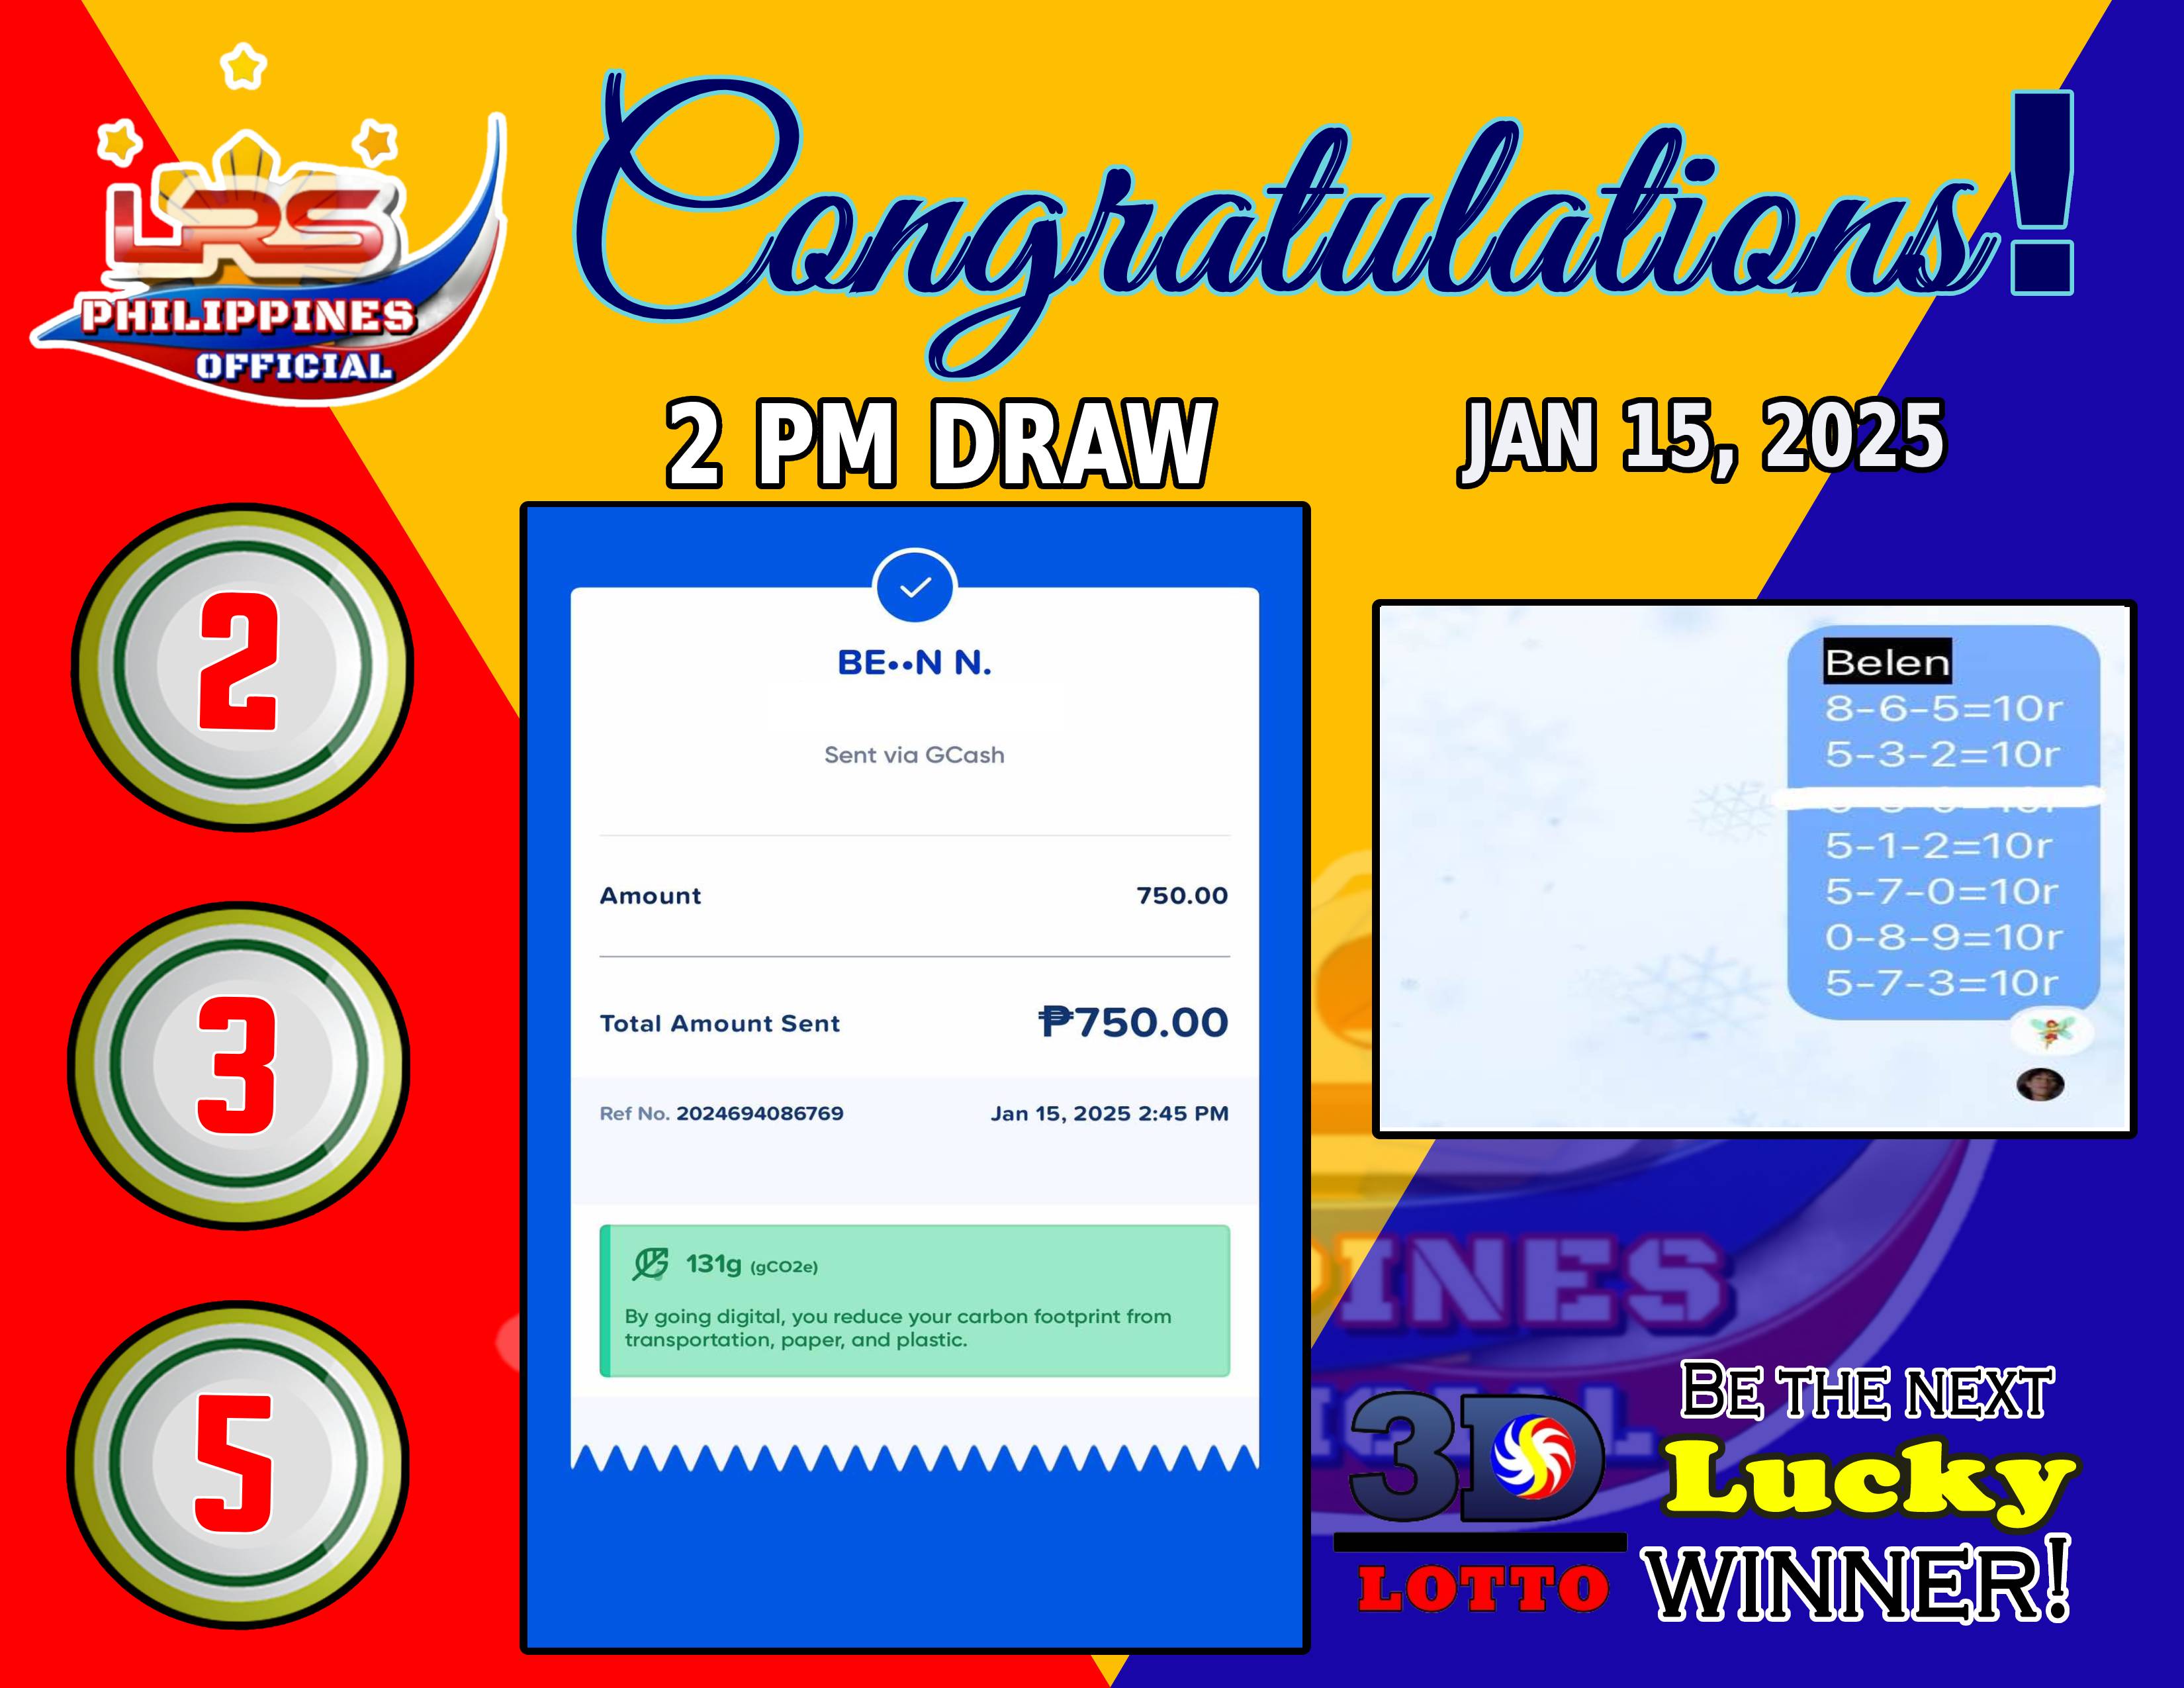 LRS
PHILIPPINES
OFFICIAL
Congratulations!
2 PM DRAW
JAN 15, 2025
2
3
5
BE••N N.
Sent via GCash
Amount 750.00
Total Amount Sent ₱750.00
Ref No. 2024694086769 Jan 15, 2025 2:45 PM
131g (gCO2e)
By going digital, you reduce your carbon footprint from
transportation, paper, and plastic.
Belen
8-6-5=10r
5-3-2=10r
5-1-2=10r
5-7-0=10r
0-8-9=10r
5-7-3=10r
3D
LOTTO
BE THE NEXT
Lucky
WINNER!